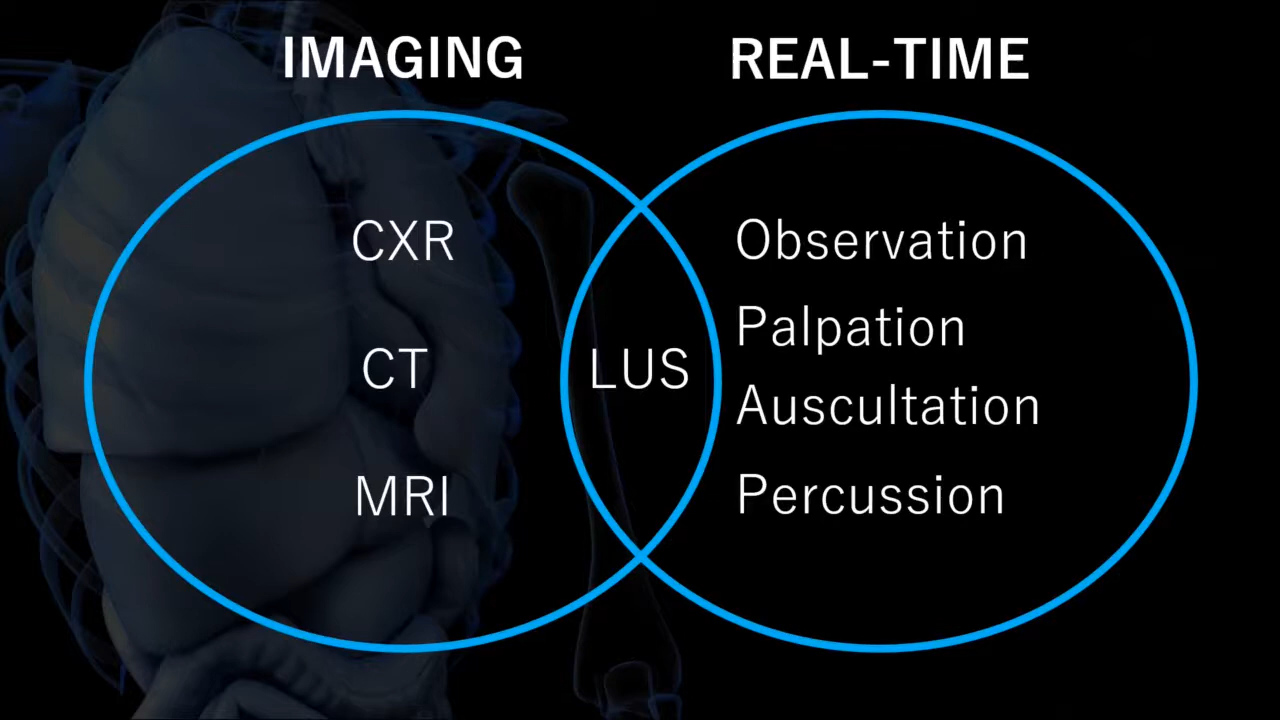 IMAGING
REAL-TIME
CXR
CT
MRI
LUS
Observation
Palpation
Auscultation
Percussion